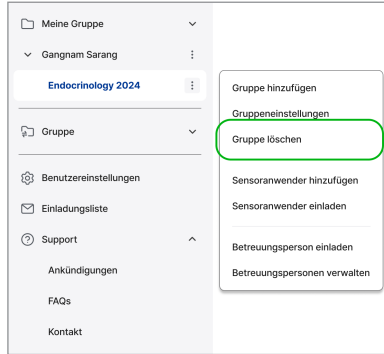 Meine Gruppe
Gangnam Sarang
Endocrinology 2024
Gruppe
Benutzereinstellungen
Einladungsliste
Support
Ankündigungen
FAQs
Kontakt
Gruppe hinzufügen
Gruppeneinstellungen
Gruppe löschen
Sensoranwender hinzufügen
Sensoranwender einladen
Betreuungsperson einladen
Betreuungspersonen verwalten